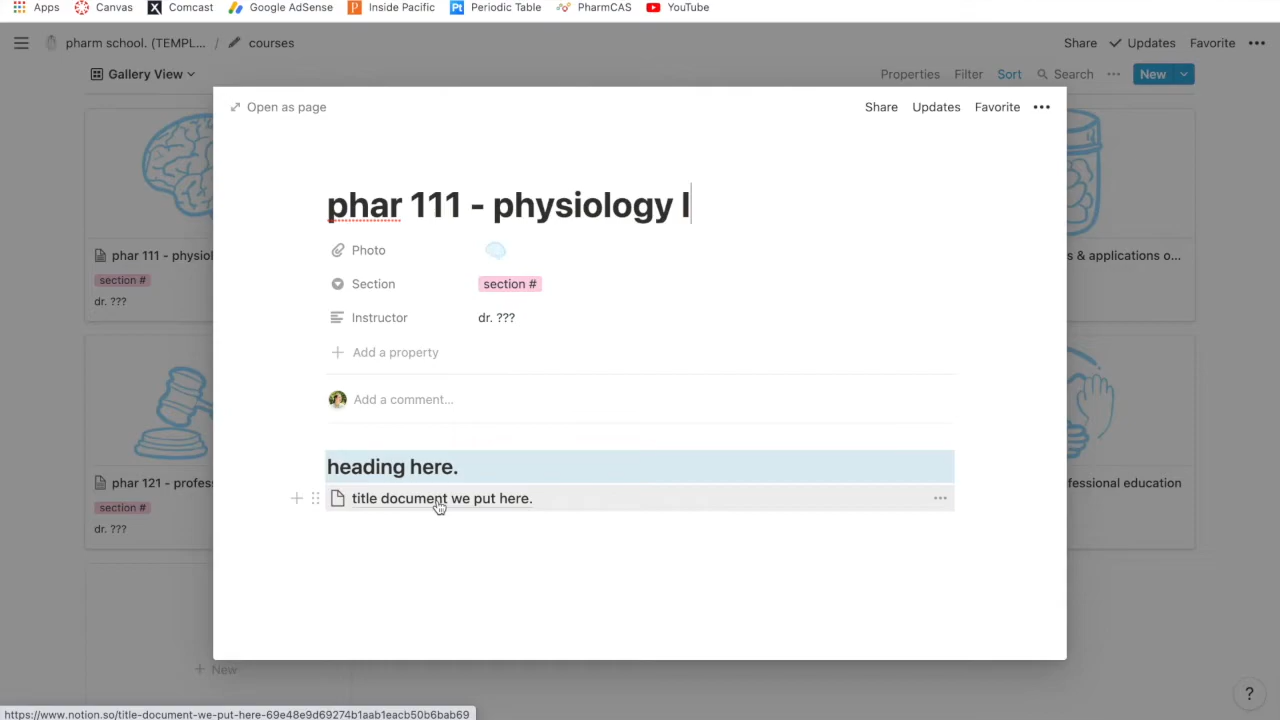 Apps Canvas Comcast Google AdSense Inside Pacific Periodic Table PharmCAS YouTube
pharm school. (TEMPL... / courses Share Updates Favorite
Gallery View Properties Filter Sort Search New
Open as page Share Updates Favorite
phar 111 - physiology I
Photo
Section section #
Instructor dr. ???
Add a property
Add a comment...
heading here.
title document we put here.
phar 111 - physiol
section #
dr. ???
s & applications o...
phar 121 - profes
section #
dr. ???
fessional education
New
?
https://www.notion.so/title-document-we-put-here-69e48e9d69274b1aab1eacb50b6bab69